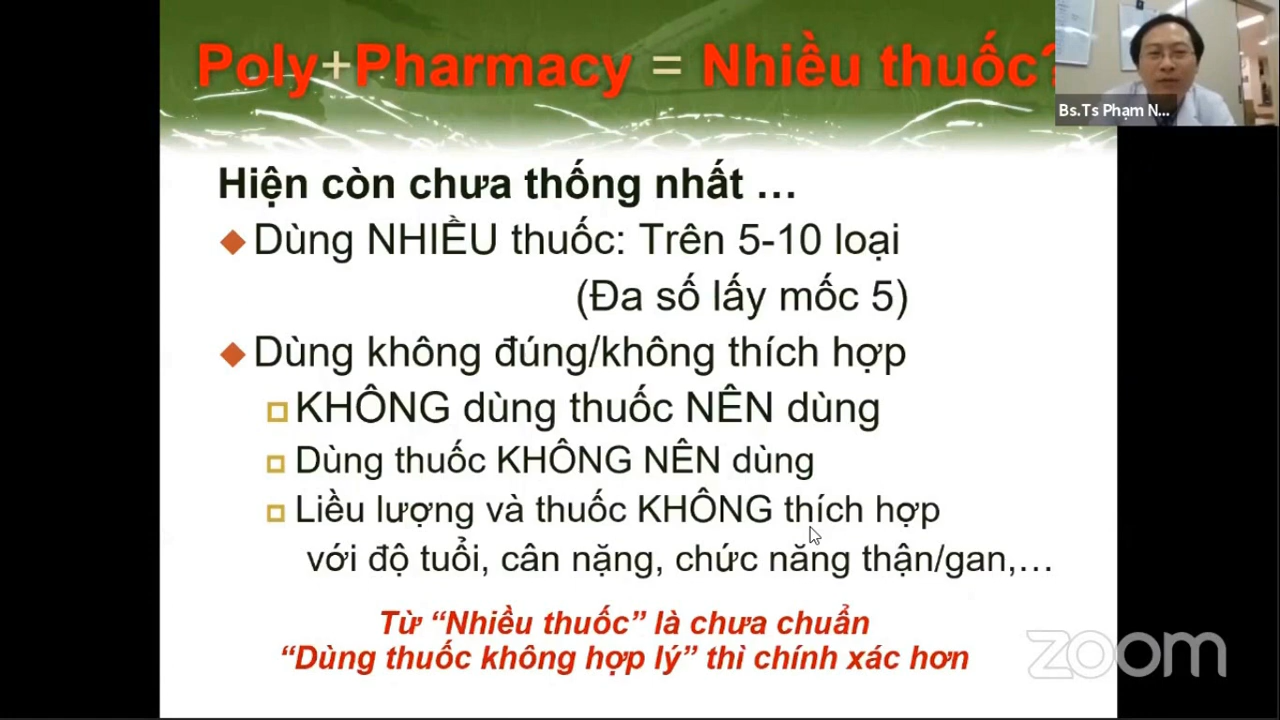 Poly+Pharmacy = Nhiều thuốc?
Bs.Ts Phạm N...
Hiện còn chưa thống nhất …
Dùng NHIỀU thuốc: Trên 5-10 loại
(Đa số lấy mốc 5)
Dùng không đúng/không thích hợp
KHÔNG dùng thuốc NÊN dùng
Dùng thuốc KHÔNG NÊN dùng
Liều lượng và thuốc KHÔNG thích hợp
với độ tuổi, cân nặng, chức năng thận/gan,…
Từ “Nhiều thuốc” là chưa chuẩn
“Dùng thuốc không hợp lý” thì chính xác hơn
zoom